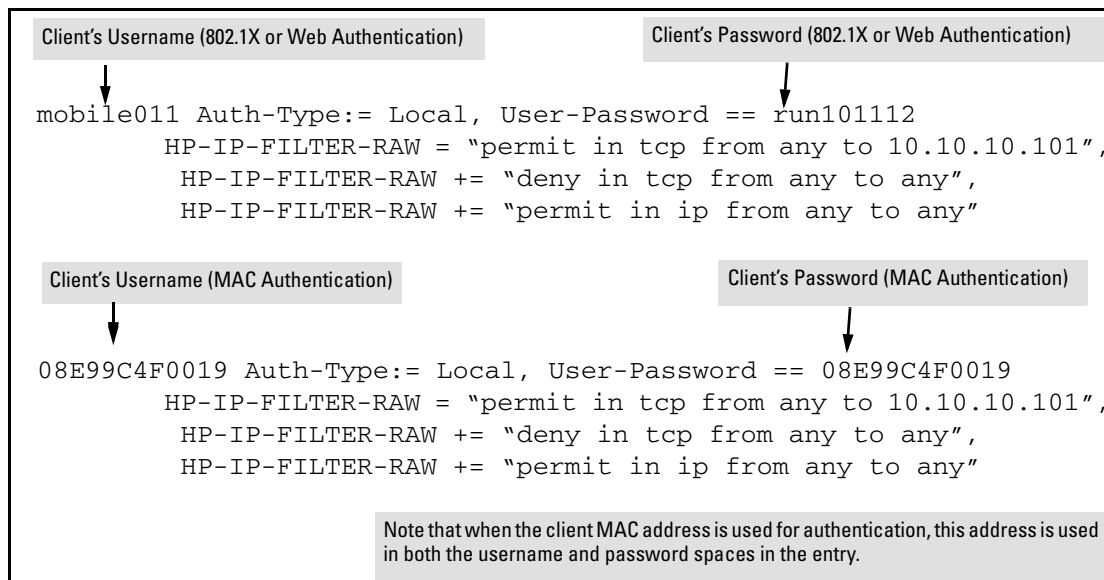 Client's Username (802.1X or Web Authentication)
Client's Password (802.1X or Web Authentication)
mobile011 Auth-Type:= Local, User-Password == run101112
HP-IP-FILTER-RAW = “permit in tcp from any to 10.10.10.101”,
HP-IP-FILTER-RAW += “deny in tcp from any to any”,
HP-IP-FILTER-RAW += “permit in ip from any to any”
Client's Username (MAC Authentication)
Client's Password (MAC Authentication)
08E99C4F0019 Auth-Type:= Local, User-Password == 08E99C4F0019
HP-IP-FILTER-RAW = “permit in tcp from any to 10.10.10.101”,
HP-IP-FILTER-RAW += “deny in tcp from any to any”,
HP-IP-FILTER-RAW += “permit in ip from any to any”
Note that when the client MAC address is used for authentication, this address is used
in both the username and password spaces in the entry.